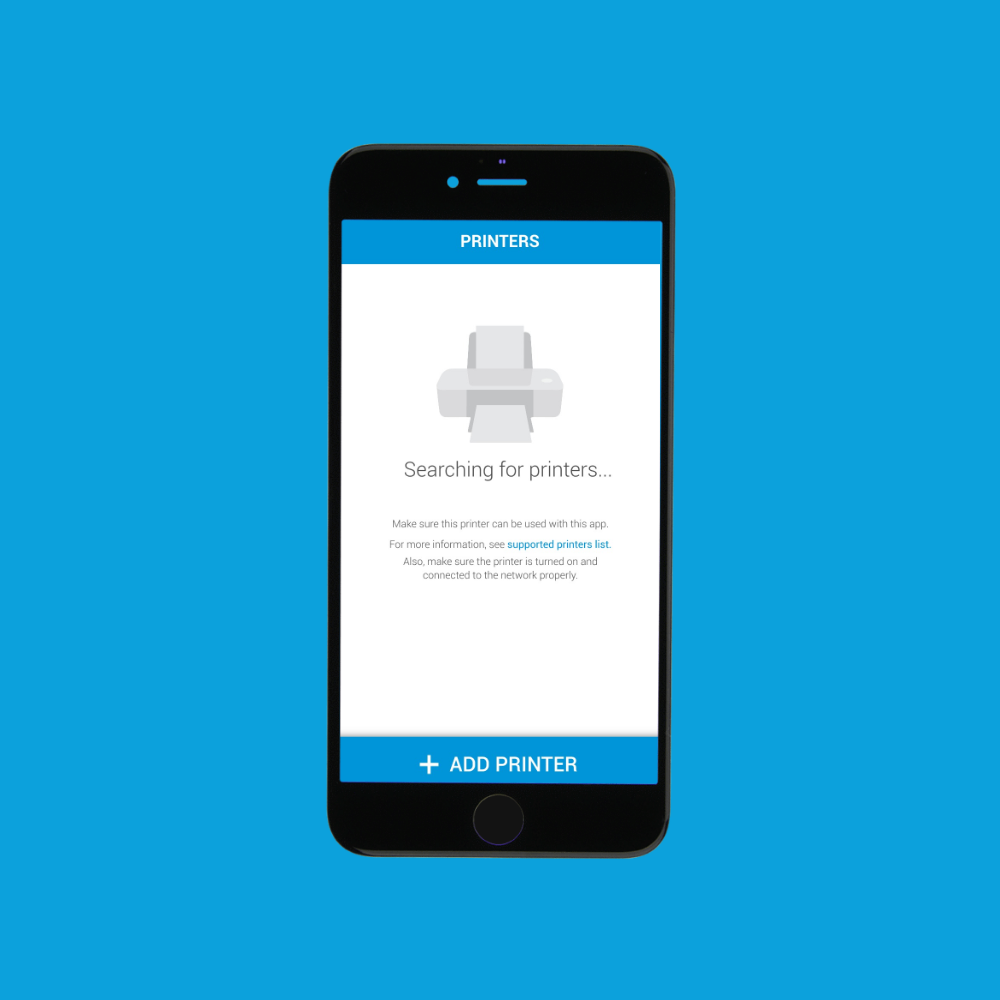 PRINTERS
Searching for printers...
Make sure this printer can be used with this app.
For more information, see supported printers list.
Also, make sure the printer is turned on and
connected to the network properly.
+ ADD PRINTER